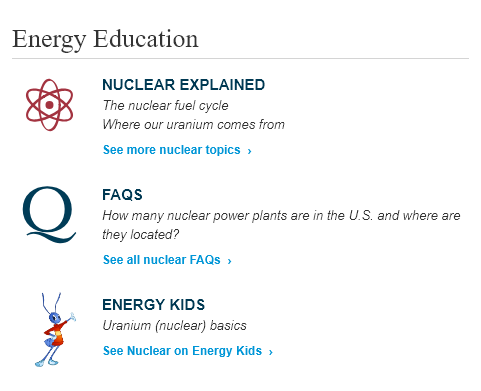 Energy Education
NUCLEAR EXPLAINED
The nuclear fuel cycle
Where our uranium comes from
See more nuclear topics ›
Q
FAQS
How many nuclear power plants are in the U.S. and where are
they located?
See all nuclear FAQs ›
ENERGY KIDS
Uranium (nuclear) basics
See Nuclear on Energy Kids ›